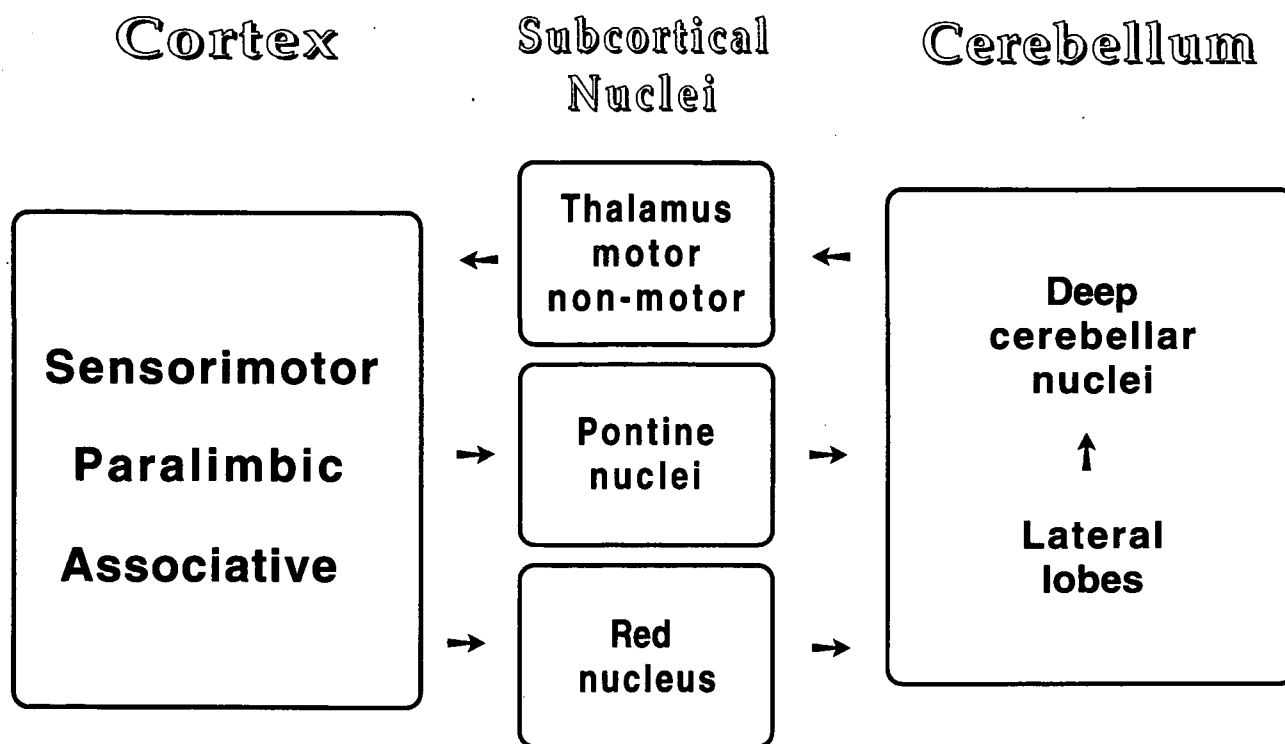 Cortex
Subcortical
Nuclei
Cerebellum
Sensorimotor
Paralimbic
Associative
Thalamus
motor
non-motor
Pontine
nuclei
Red
nucleus
Deep
cerebellar
nuclei
Lateral
lobes